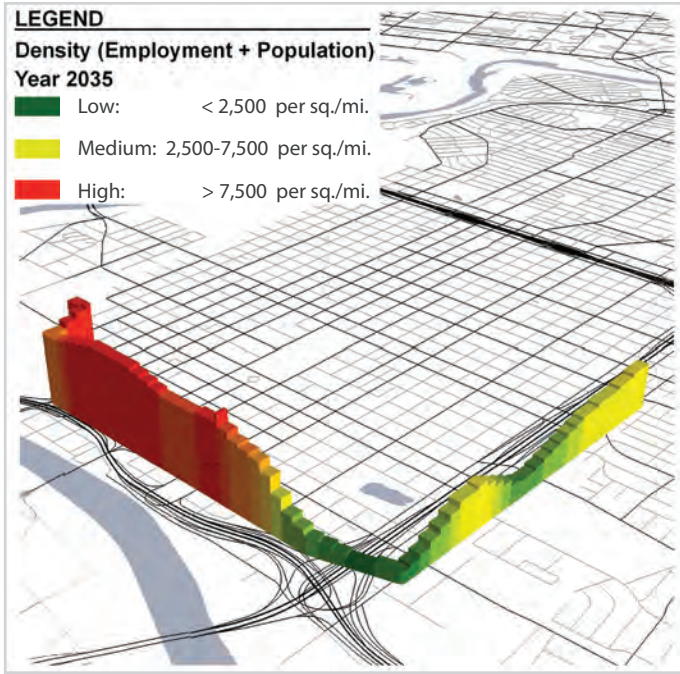 LEGEND
Density (Employment + Population)
Year 2035
Low: < 2,500 per sq./mi.
Medium: 2,500-7,500 per sq./mi.
High: > 7,500 per sq./mi.